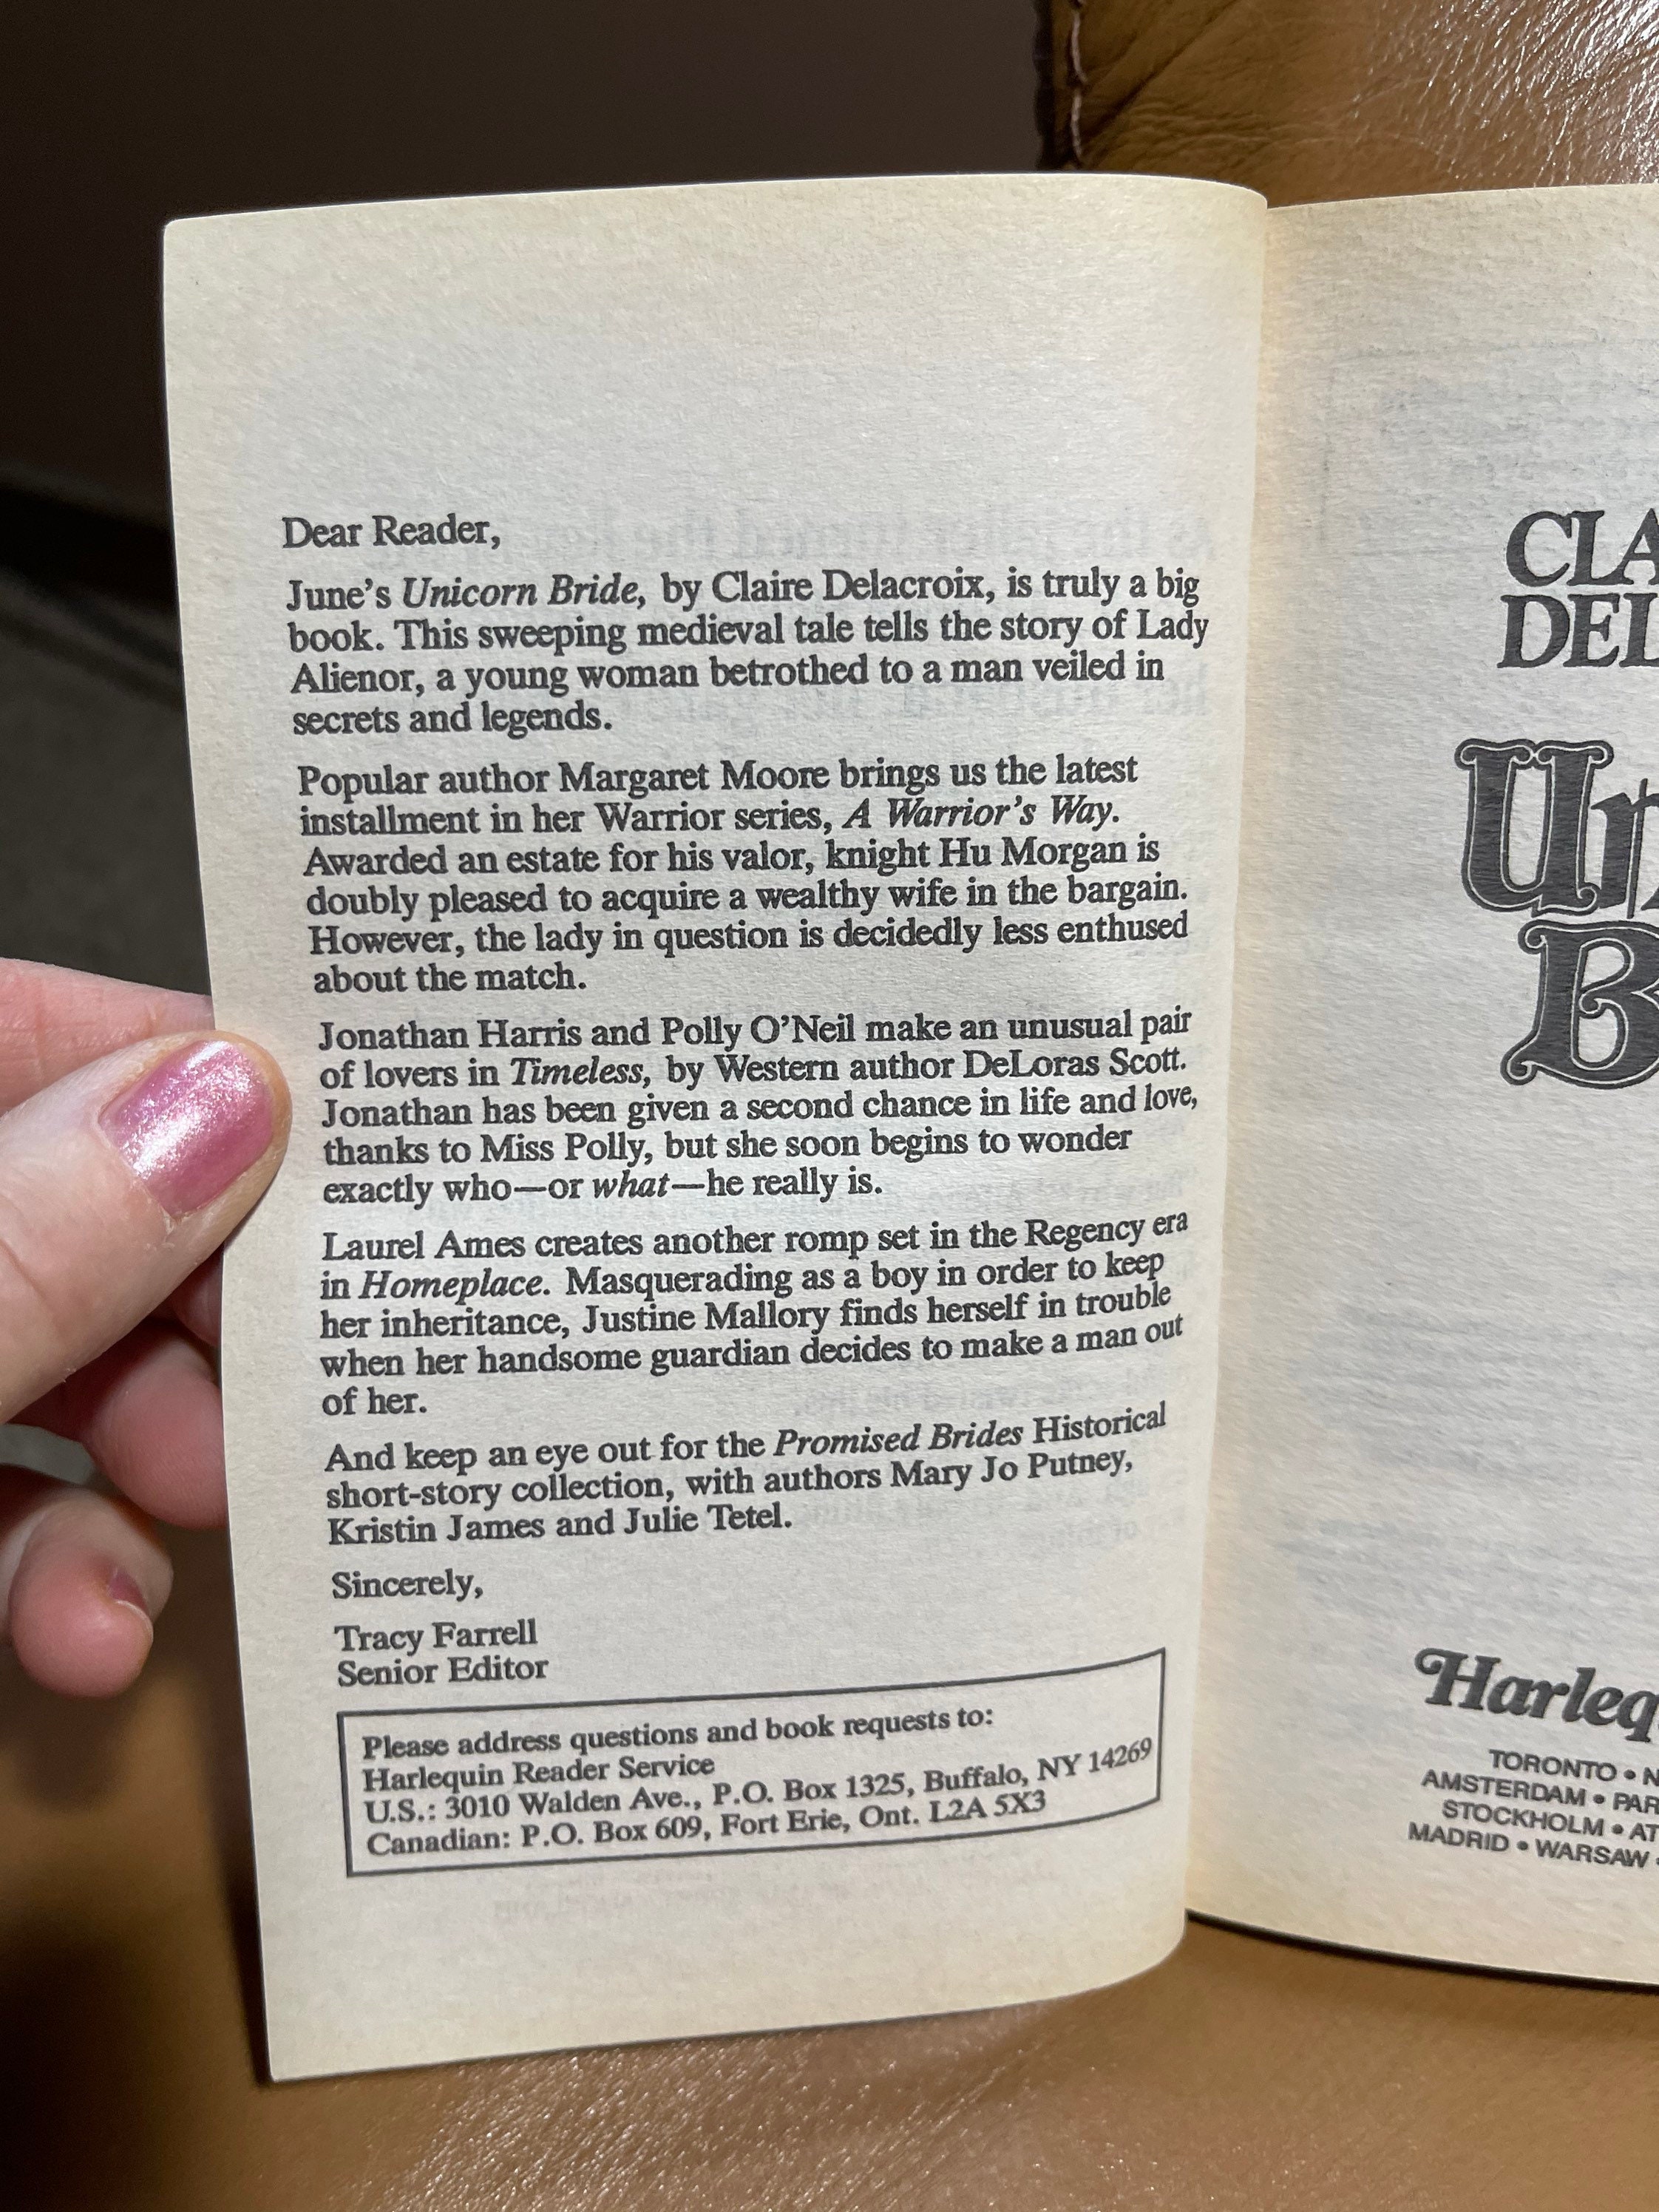 Dear Reader,
June's Unicorn Bride, by Claire Delacroix, is truly a big
book. This sweeping medieval tale tells the story of Lady
Alienor, a young woman betrothed to a man veiled in
secrets and legends.
Popular author Margaret Moore brings us the latest
installment in her Warrior series, A Warrior's Way.
Awarded an estate for his valor, knight Hu Morgan is
doubly pleased to acquire a wealthy wife in the bargain.
However, the lady in question is decidedly less enthused
about the match.
Jonathan Harris and Polly O'Neil make an unusual pair
of lovers in Timeless, by Western author DeLoras Scott.
Jonathan has been given a second chance in life and love,
thanks to Miss Polly, but she soon begins to wonder
exactly who—or what—he really is.
Laurel Ames creates another romp set in the Regency era
in Homeplace. Masquerading as a boy in order to keep
her inheritance, Justine Mallory finds herself in trouble
when her handsome guardian decides to make a man out
of her.
And keep an eye out for the Promised Brides Historical
short-story collection, with authors Mary Jo Putney,
Kristin James and Julie Tetel.
Sincerely,
Tracy Farrell
Senior Editor
Please address questions and book requests to:
Harlequin Reader Service
U.S.: 3010 Walden Ave., P.O. Box 1325, Buffalo, NY 14269
Canadian: P.O. Box 609, Fort Erie, Ont. L2A 5X3
CLA
DEL
Un
B
Harleq
TORONTO • N
AMSTERDAM • PAR
STOCKHOLM • AT
MADRID • WARSAW •